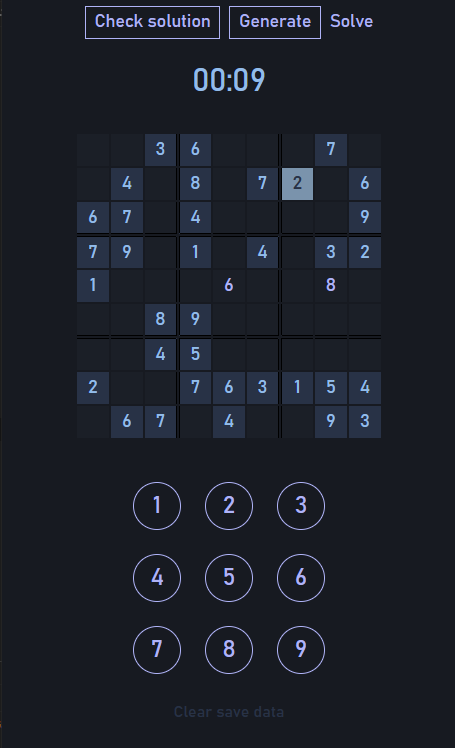 Check solution Generate Solve
00:09
3 6 7
4 8 7 2 6
6 7 4 9
7 9 1 4 3 2
1 6 8
8 9
4 5
2 7 6 3 1 5 4
6 7 4 9 3
1 2 3
4 5 6
7 8 9
Clear save data